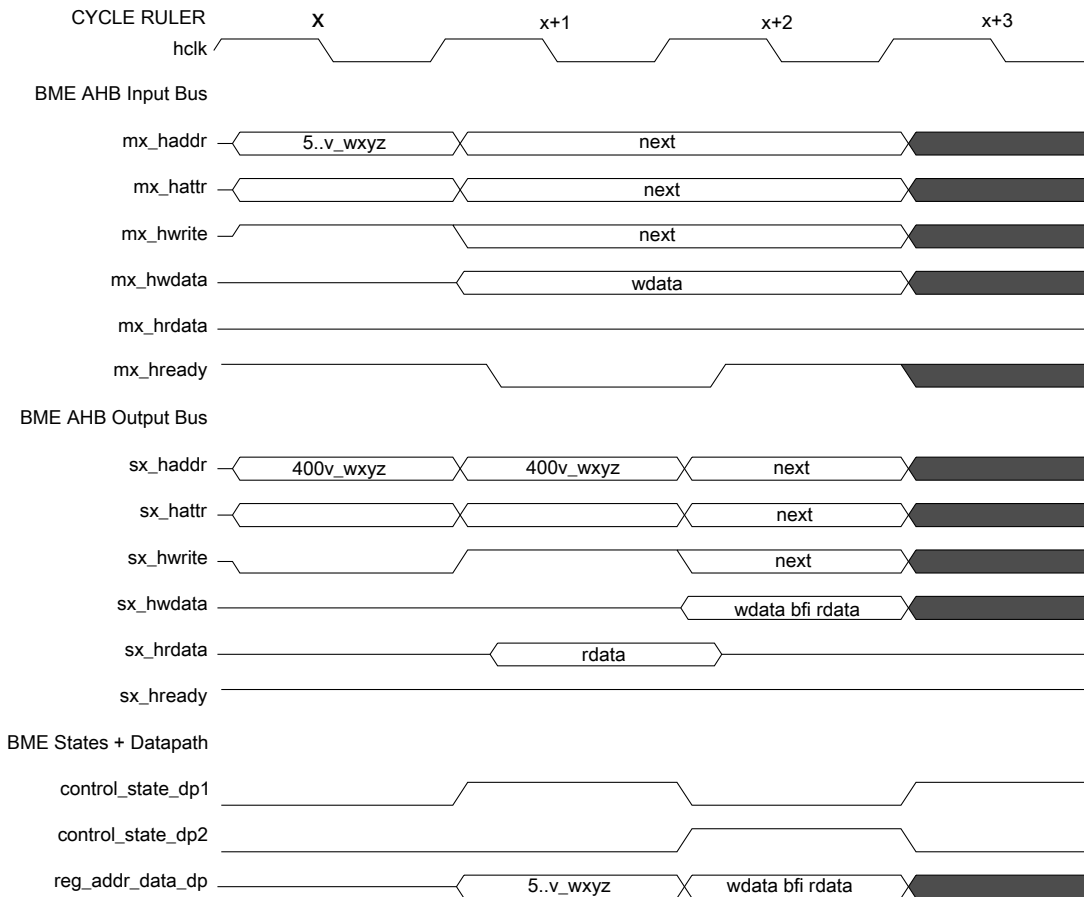 CYCLE RULER x x+1 x+2 x+3
hclk
BME AHB Input Bus
mx_haddr 5..v_wxyz next
mx_hattr next
mx_hwrite next
mx_hwdata wdata
mx_hrdata
mx_hready
BME AHB Output Bus
sx_haddr 400v_wxyz 400v_wxyz next
sx_hattr next
sx_hwrite next
sx_hwdata wdata bfi rdata
sx_hrdata rdata
sx_hready
BME States + Datapath
control_state_dp1
control_state_dp2
reg_addr_data_dp 5..v_wxyz wdata bfi rdata